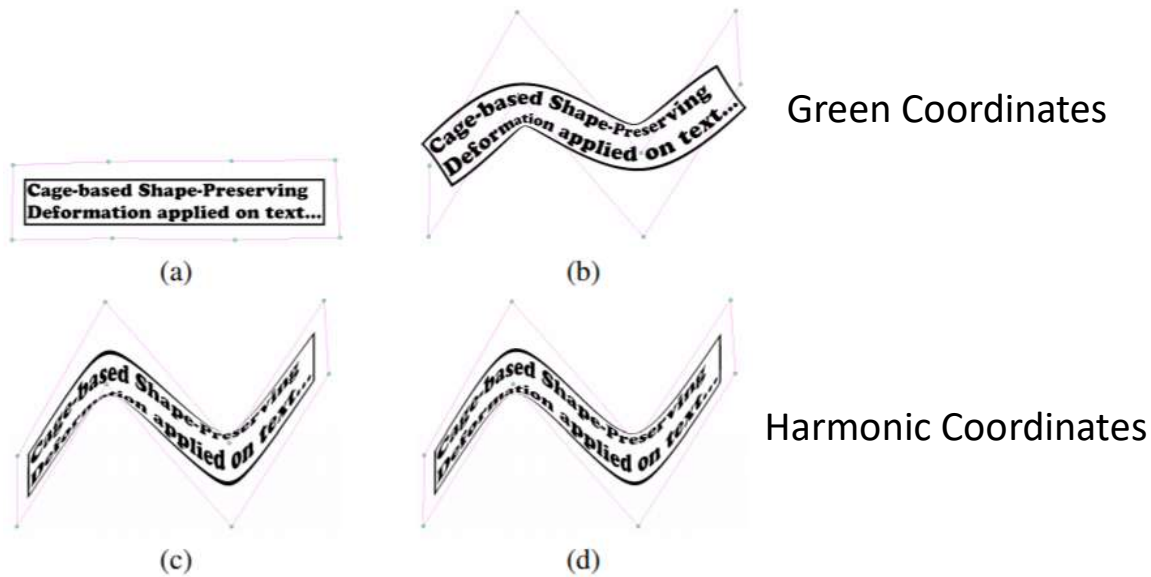 Cage-based Shape-Preserving
Deformation applied on text...
(a)
Cage-based Shape-Preserving
Deformation applied on text...
(b)
Green Coordinates
Cage-based Shape-Preserving
Deformation applied on text...
(c)
Cage-based Shape-Preserving
Deformation applied on text...
(d)
Harmonic Coordinates